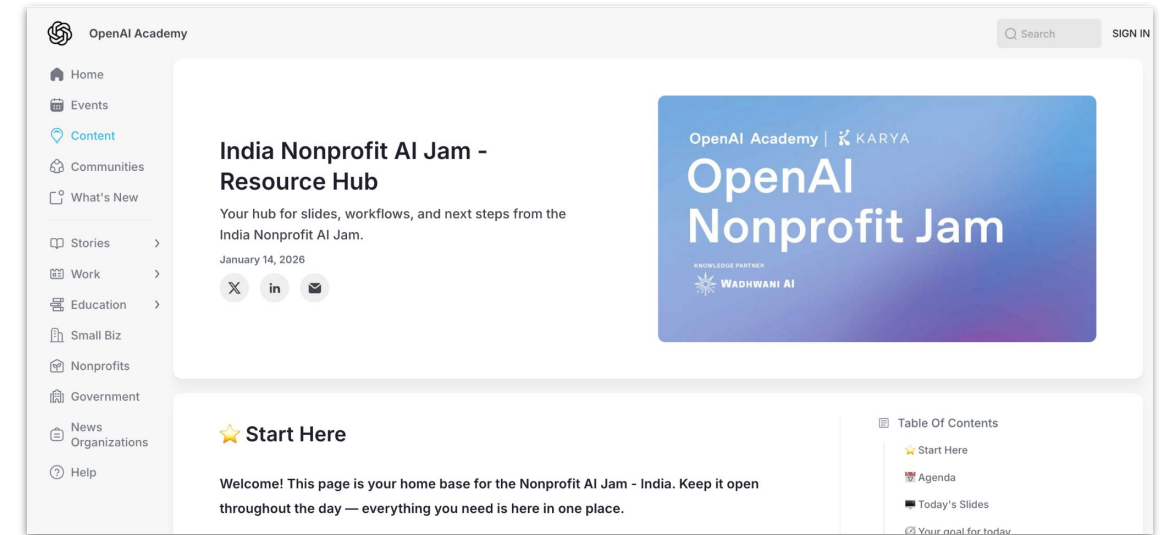 OpenAI Academy
Search
SIGN IN
Home
Events
Content
Communities
What's New
Stories
Work
Education
Small Biz
Nonprofits
Government
News
Organizations
Help
India Nonprofit AI Jam -
Resource Hub
Your hub for slides, workflows, and next steps from the
India Nonprofit AI Jam.
January 14, 2026
OpenAI Academy | KARYA
OpenAI
Nonprofit Jam
KNOWLEDGE PARTNER
WADHWANI AI
⭐ Start Here
Welcome! This page is your home base for the Nonprofit AI Jam - India. Keep it open
throughout the day — everything you need is here in one place.
Table Of Contents
⭐ Start Here
📅 Agenda
🖥️ Today's Slides
🧭 Your goal for today